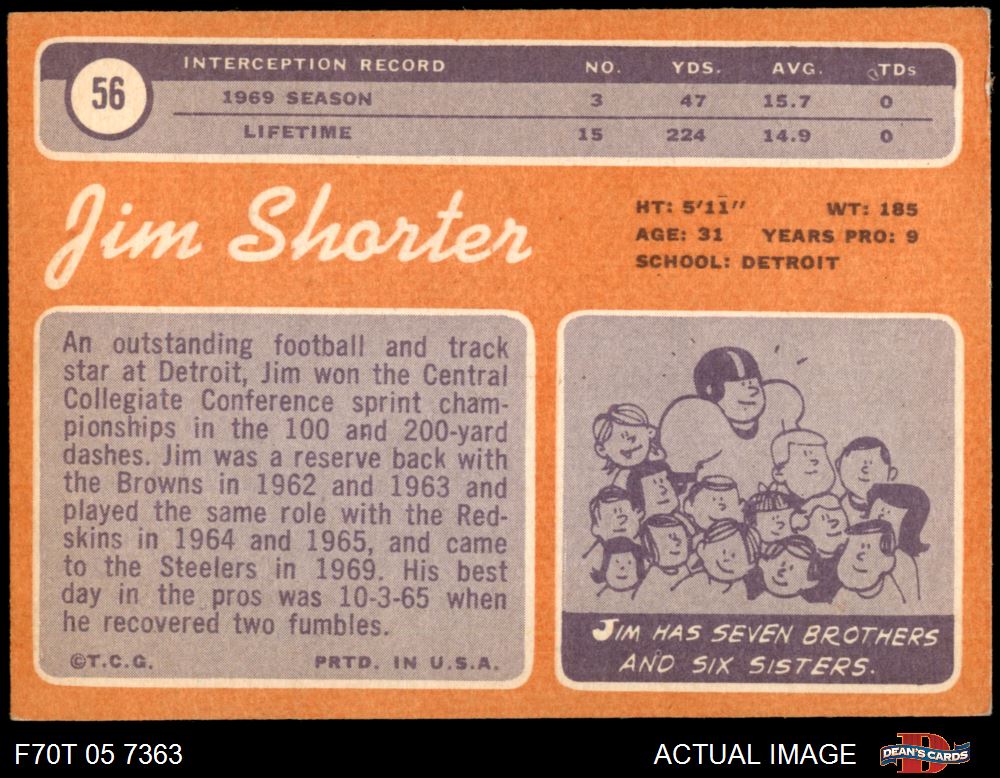 56
INTERCEPTION RECORD NO. YDS. AVG. TDs
1969 SEASON 3 47 15.7 0
LIFETIME 15 224 14.9 0
Jim Shorter
HT: 5'11" WT: 185
AGE: 31 YEARS PRO: 9
SCHOOL: DETROIT
An outstanding football and track
star at Detroit, Jim won the Central
Collegiate Conference sprint cham-
pionships in the 100 and 200-yard
dashes. Jim was a reserve back with
the Browns in 1962 and 1963 and
played the same role with the Red-
skins in 1964 and 1965, and came
to the Steelers in 1969. His best
day in the pros was 10-3-65 when
he recovered two fumbles.
©T.C.G. PRTD. IN U.S.A.
JIM HAS SEVEN BROTHERS
AND SIX SISTERS.
F70T 05 7363 ACTUAL IMAGE
D
DEAN'S CARDS